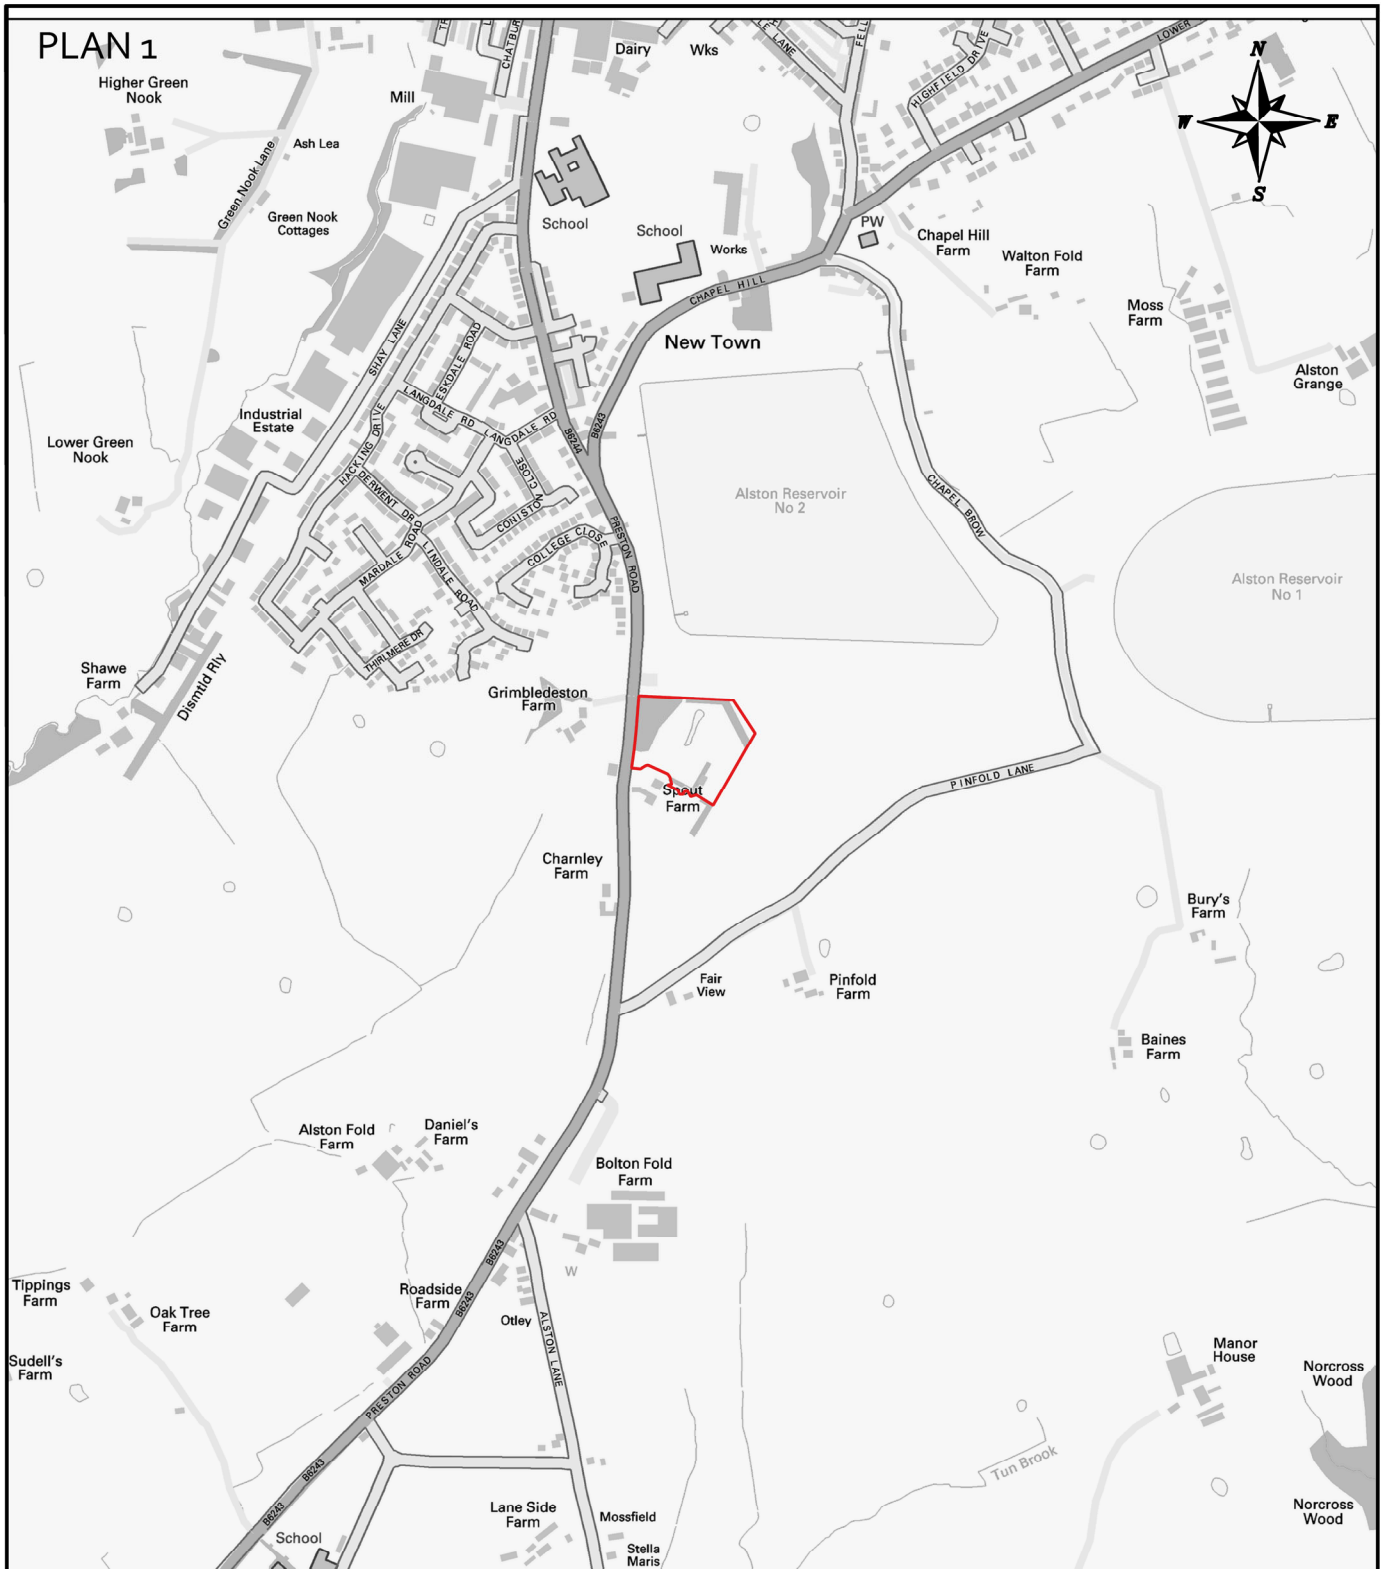 PLAN 1
Higher Green
Nook
Ash Lea
Green Nook Lane
Green Nook
Cottages
Mill
CHATBUR
Dairy
Wks
LE LANE
FELL
HIGHFIELD DRIVE
LOWER
N
W
E
S
School
School
Works
PW
Chapel Hill
Farm
Walton Fold
Farm
Moss
Farm
Alston
Grange
CHAPEL HILL
New Town
SHAY LANE
ESKDALE ROAD
LANGDALE RD
LANGDALE RD
HACKING DRIVE
Industrial
Estate
Lower Green
Nook
B6244
B6243
DERWENT DR
CONISTON CLOSE
COLLEGE CLOSE
MARDALE ROAD
LINDALE ROAD
THIRLMERE DR
PRESTON ROAD
Alston Reservoir
No 2
CHAPEL BROW
Alston Reservoir
No 1
Shawe
Farm
Dismtld Rly
Grimbledeston
Farm
Spout
Farm
PINFOLD LANE
Charnley
Farm
Fair
View
Pinfold
Farm
Bury's
Farm
Baines
Farm
Alston Fold
Farm
Daniel's
Farm
Bolton Fold
Farm
W
B6243
Tippings
Farm
Oak Tree
Farm
Roadside
Farm
B6243
Otley
ALSTON LANE
Sudell's
Farm
PRESTON ROAD
Manor
House
Norcross
Wood
Tun Brook
B6243
B6243
Norcross
Wood
Lane Side
Farm
Mossfield
Stella
Maris
School